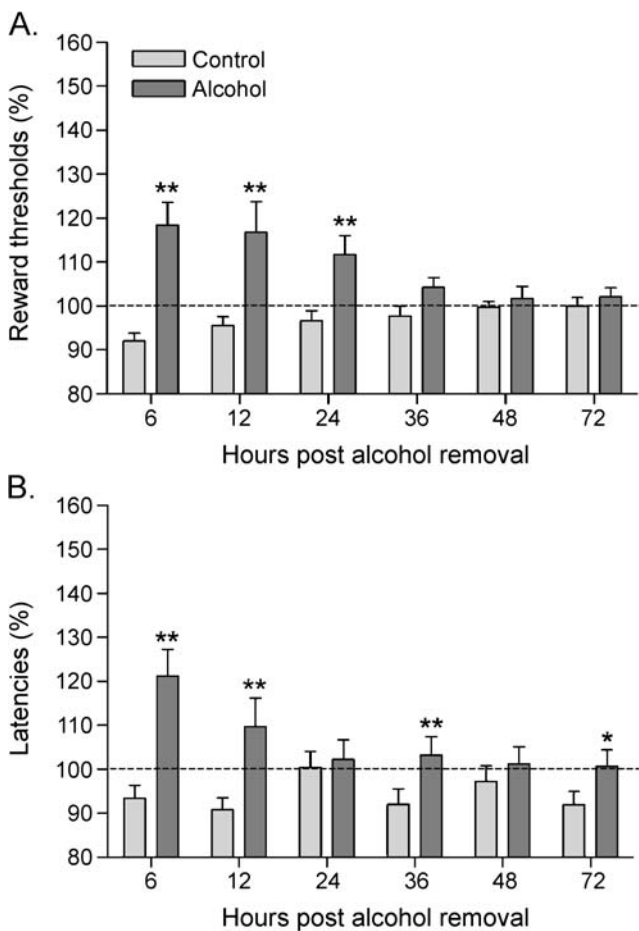 A.
Reward thresholds (%)
160
150
140
130
120
110
100
90
80
Control
Alcohol
** ** **
6 12 24 36 48 72
Hours post alcohol removal
B.
Latencies (%)
160
150
140
130
120
110
100
90
80
** ** ** *
6 12 24 36 48 72
Hours post alcohol removal